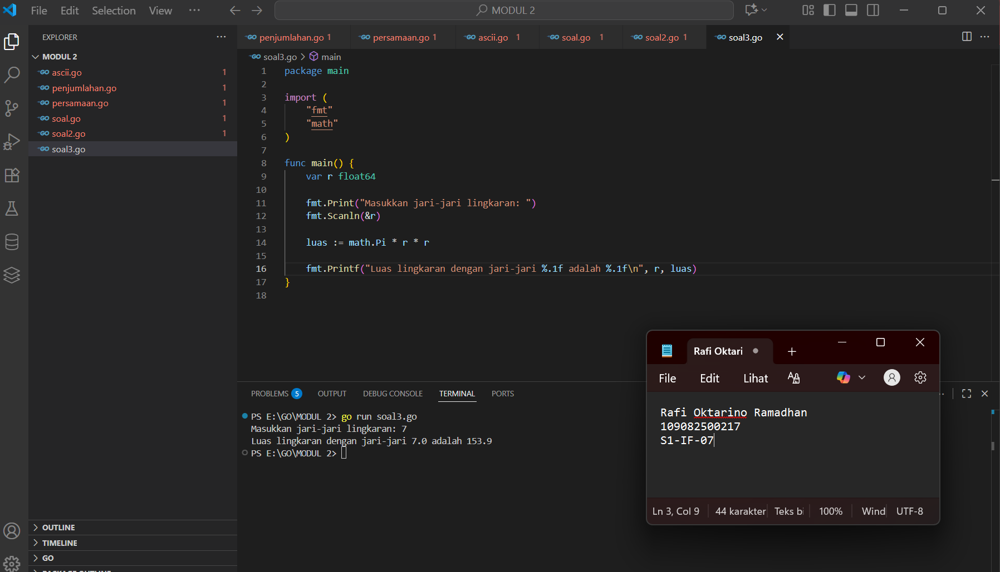 File Edit Selection View ··· MODUL 2
EXPLORER
MODUL 2
ascii.go 1
penjumlahan.go 1
persamaan.go 1
soal.go 1
soal2.go 1
soal3.go
OUTLINE
TIMELINE
GO
PACKAGE OUTLINE
penjumlahan.go 1 persamaan.go 1 ascii.go 1 soal.go 1 soal2.go 1 soal3.go
soal3.go > main
1 package main
2
3 import (
4 "fmt"
5 "math"
6 )
7
8 func main() {
9 var r float64
10
11 fmt.Print("Masukkan jari-jari lingkaran: ")
12 fmt.Scanln(&r)
13
14 luas := math.Pi * r * r
15
16 fmt.Printf("Luas lingkaran dengan jari-jari %.1f adalah %.1f\n", r, luas)
17 }
18
PROBLEMS 5 OUTPUT DEBUG CONSOLE TERMINAL PORTS
PS E:\GO\MODUL 2> go run soal3.go
Masukkan jari-jari lingkaran: 7
Luas lingkaran dengan jari-jari 7.0 adalah 153.9
PS E:\GO\MODUL 2>
Rafi Oktari
File Edit Lihat
Rafi Oktarino Ramadhan
109082500217
S1-IF-07
Ln 3, Col 9 44 karakter Teks bi 100% Wind UTF-8